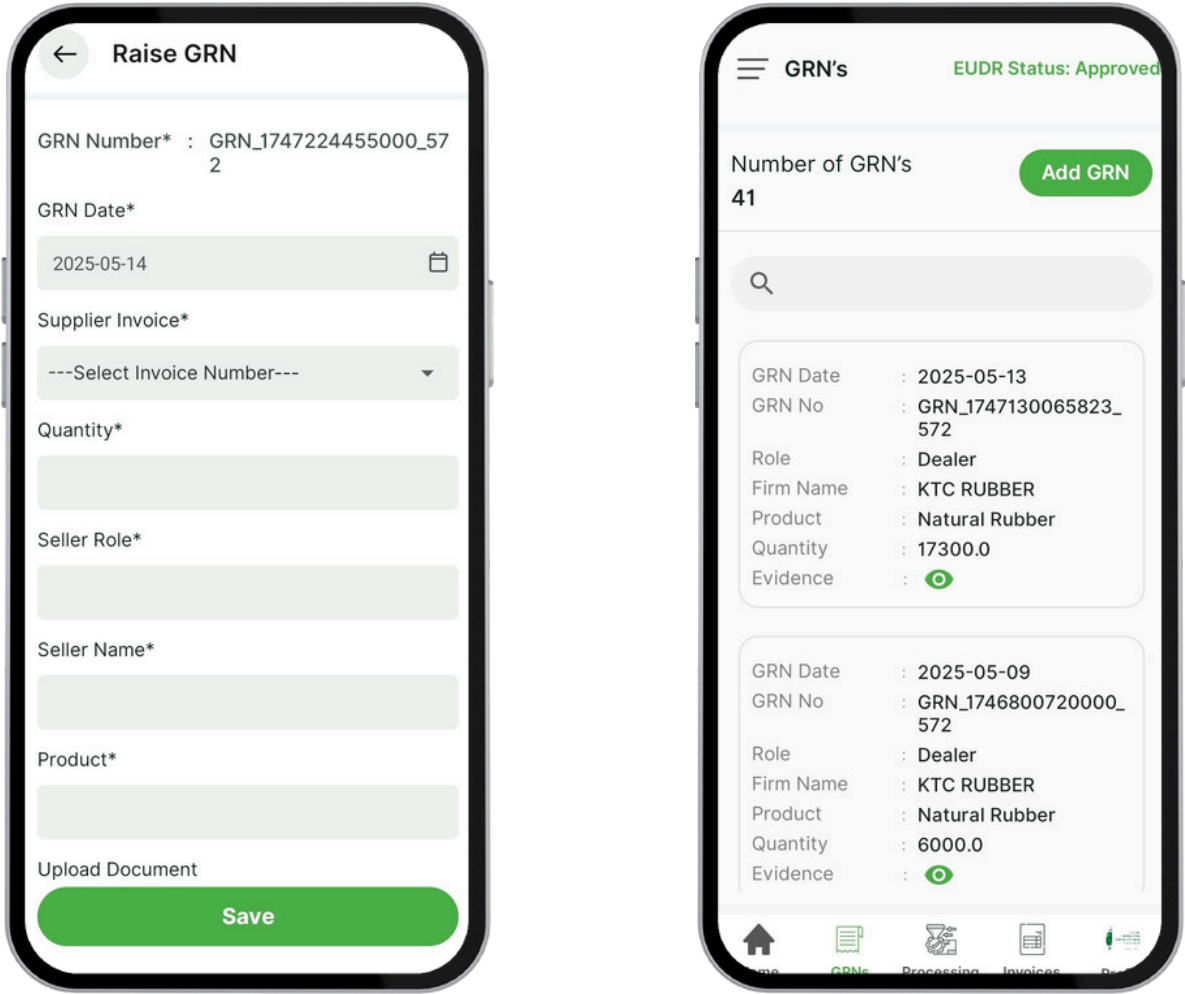 Raise GRN
GRN Number* : GRN_1747224455000_57
2
GRN Date*
2025-05-14
Supplier Invoice*
---Select Invoice Number---
Quantity*
Seller Role*
Seller Name*
Product*
Upload Document
Save
GRN's
EUDR Status: Approved
Number of GRN's
41
Add GRN
GRN Date : 2025-05-13
GRN No : GRN_1747130065823_
572
Role : Dealer
Firm Name : KTC RUBBER
Product : Natural Rubber
Quantity : 17300.0
Evidence :
GRN Date : 2025-05-09
GRN No : GRN_1746800720000_
572
Role : Dealer
Firm Name : KTC RUBBER
Product : Natural Rubber
Quantity : 6000.0
Evidence :
GRNs Processing Invoices